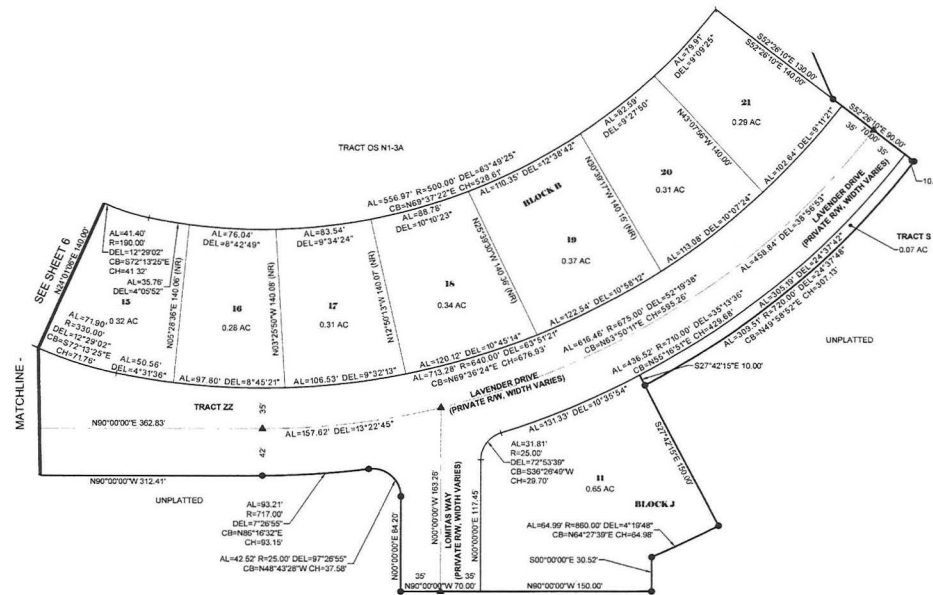 S52°26'10"E 130.00'
S52°26'10"E 140.00'
AL=79.91'
DEL=9°09'25"
21
0.29 AC
S52°26'10"E 90.00'
35' 70.00' 35'
10.
AL=82.59'
DEL=9°27'50"
N43°07'56"W 140.00'
AL=102.64' DEL=9°11'21"
TRACT OS N1-3A
20
0.31 AC
AL=556.97' R=500.00' DEL=63°49'25"
CB=N69°37'22"E CH=528.61'
AL=110.35' DEL=12°38'42"
BLOCK B
N30°39'17"W 140.15' (NR)
AL=113.08' DEL=10°07'24"
LAVENDER DRIVE
(PRIVATE R/W, WIDTH VARIES)
AL=458.84' DEL=38°56'53"
TRACT S
0.07 AC
SEE SHEET 6
N24°01'06"E 140.00'
AL=41.40'
R=190.00'
DEL=12°29'02"
CB=S72°13'25"E
CH=41.32'
AL=35.76'
DEL=4°05'52"
AL=76.04'
DEL=8°42'49"
AL=83.54'
DEL=9°34'24"
AL=88.78'
DEL=10°10'23"
19
0.37 AC
AL=305.19' DEL=24°37'42"
AL=309.51' R=720.00' DEL=24°37'48"
CB=N49°58'52"E CH=307.13'
15
0.32 AC
N05°28'36"E 140.06' (NR)
16
0.28 AC
N03°25'50"W 140.08' (NR)
17
0.31 AC
N12°50'13"W 140.07' (NR)
18
0.34 AC
N25°39'30"W 140.36' (NR)
AL=122.54' DEL=10°58'12"
AL=616.46' R=675.00' DEL=52°19'38"
CB=N63°50'11"E CH=595.26'
AL=436.52' R=710.00' DEL=35°13'36"
CB=N55°16'51"E CH=429.68'
UNPLATTED
AL=71.90'
R=330.00'
DEL=12°29'02"
CB=S72°13'25"E
CH=71.76'
AL=50.56'
DEL=4°31'36"
AL=97.80' DEL=8°45'21"
AL=106.53' DEL=9°32'13"
AL=120.12' DEL=10°45'14"
AL=713.28' R=640.00' DEL=63°51'21"
CB=N69°36'24"E CH=676.93'
S27°42'15"E 10.00'
MATCHLINE -
TRACT ZZ
35'
LAVENDER DRIVE
(PRIVATE R/W, WIDTH VARIES)
AL=131.33' DEL=10°35'54"
N90°00'00"E 362.83'
AL=157.62' DEL=13°22'45"
42'
S27°42'15"E 150.00'
AL=31.81'
R=25.00'
DEL=72°53'39"
CB=S36°26'49"W
CH=29.70'
N90°00'00"W 312.41'
11
0.65 AC
BLOCK J
UNPLATTED
AL=93.21'
R=717.00'
DEL=7°26'55"
CB=N86°16'32"E
CH=93.15'
N00°00'00"E 84.20'
N00°00'00"W 163.26'
LOMITAS WAY
(PRIVATE R/W, WIDTH VARIES)
N00°00'00"E 117.45'
AL=64.99' R=860.00' DEL=4°19'48"
CB=N64°27'39"E CH=64.98'
AL=42.52' R=25.00' DEL=97°26'55"
CB=N48°43'28"W CH=37.58'
S00°00'00"E 30.52'
35' 35'
N90°00'00"W 70.00'
N90°00'00"W 150.00'